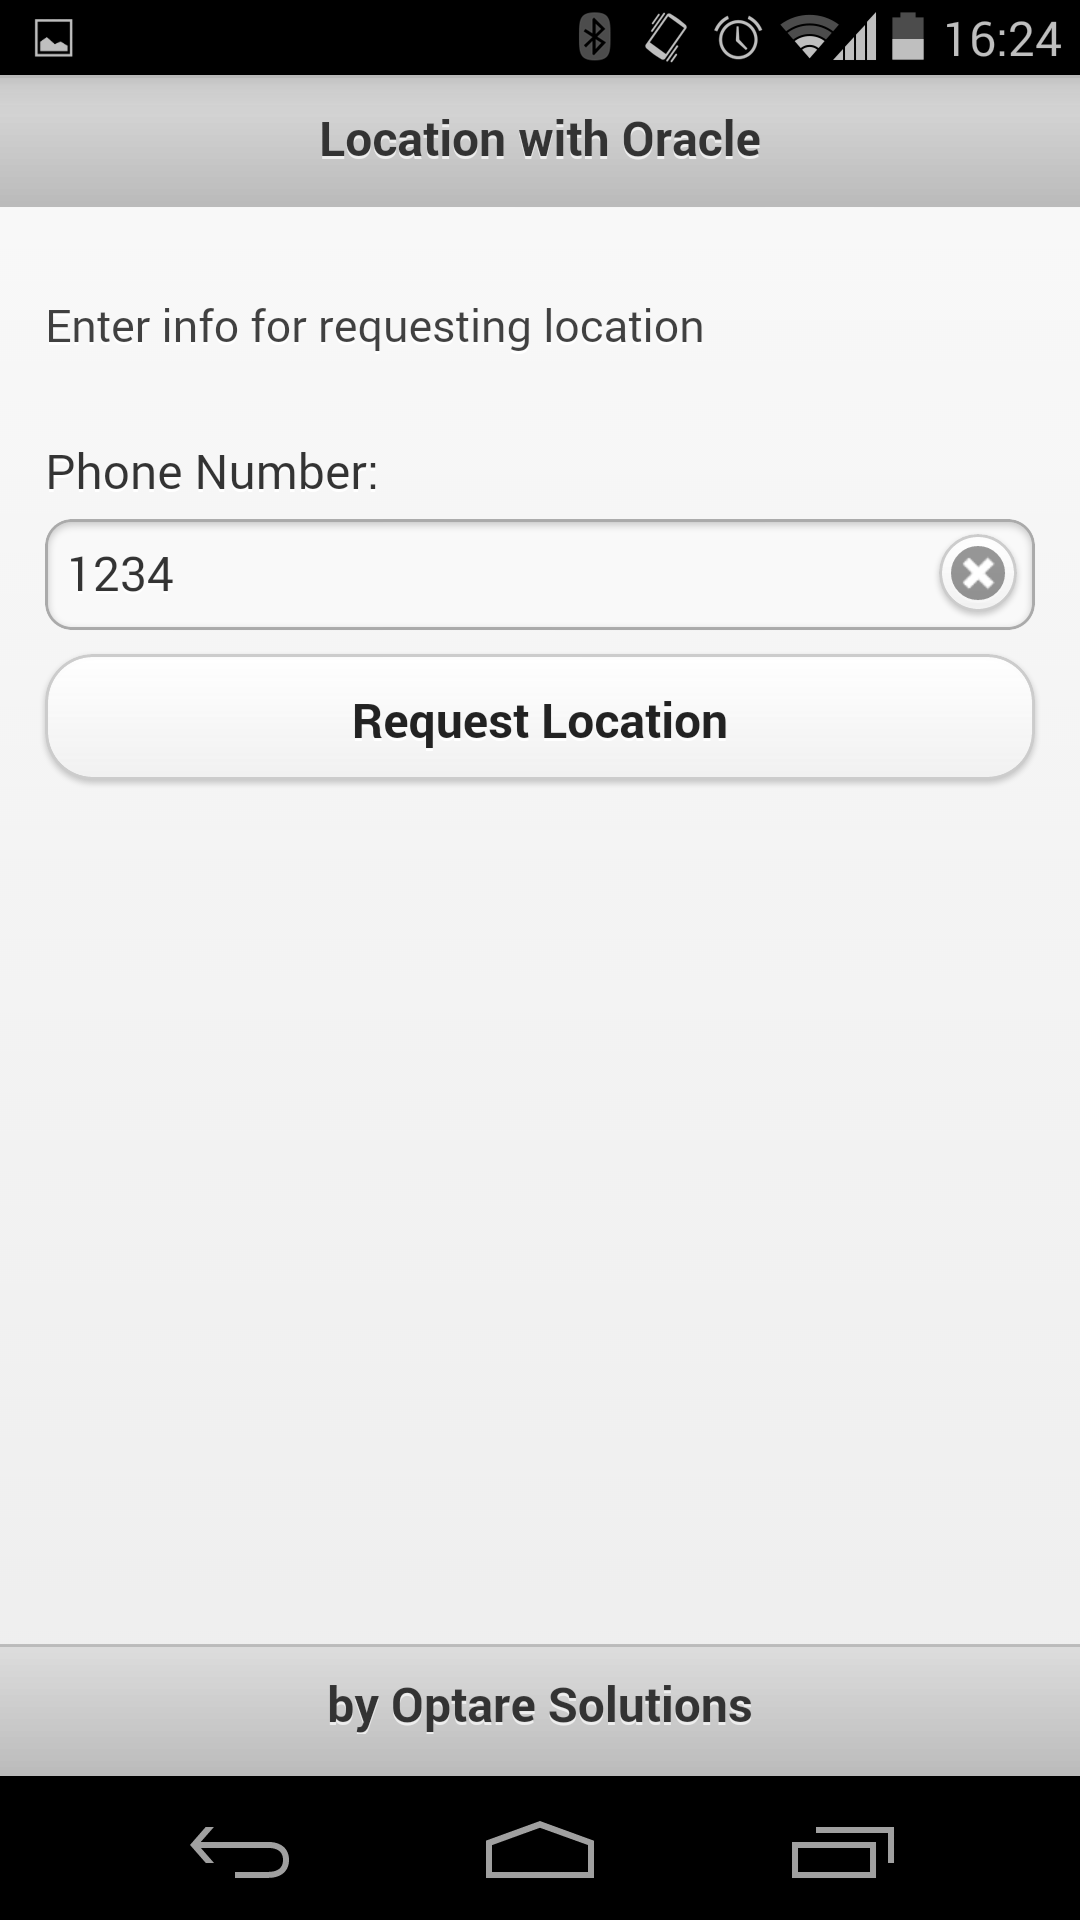 16:24
Location with Oracle
Enter info for requesting location
Phone Number:
1234
Request Location
by Optare Solutions